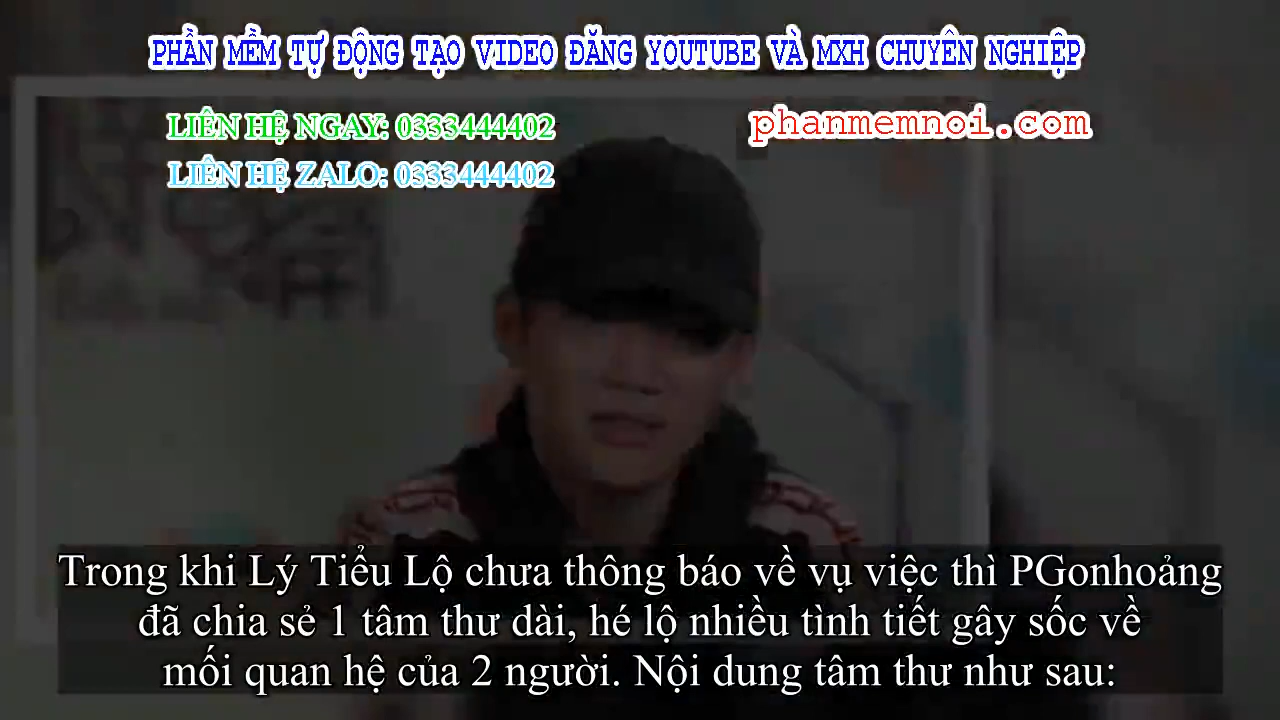 PHẦN MỀM TỰ ĐỘNG TẠO VIDEO ĐĂNG YOUTUBE VÀ MXH CHUYÊN NGHIỆP
LIÊN HỆ NGAY: 0333444402
phanmemnoi.com
LIÊN HỆ ZALO: 0333444402
Trong khi Lý Tiểu Lộ chưa thông báo về vụ việc thì PGonhoảng
đã chia sẻ 1 tâm thư dài, hé lộ nhiều tình tiết gây sốc về
mối quan hệ của 2 người. Nội dung tâm thư như sau: